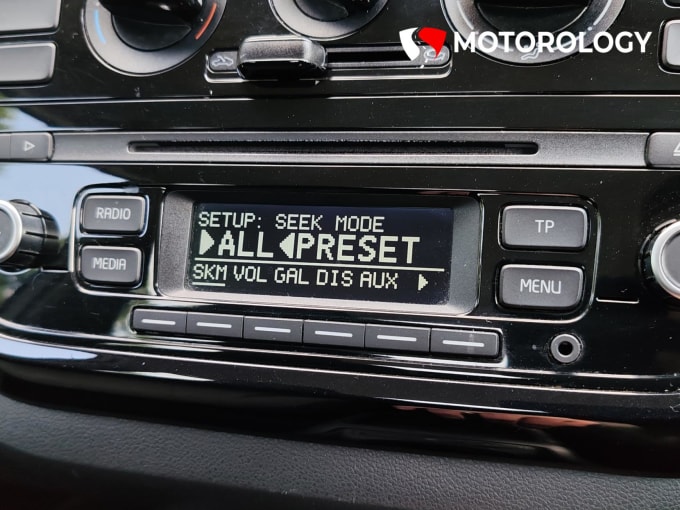 MOTOROLOGY
RADIO
MEDIA
SETUP: SEEK MODE
ALL PRESET
SKM VOL GAL DIS AUX
TP
MENU